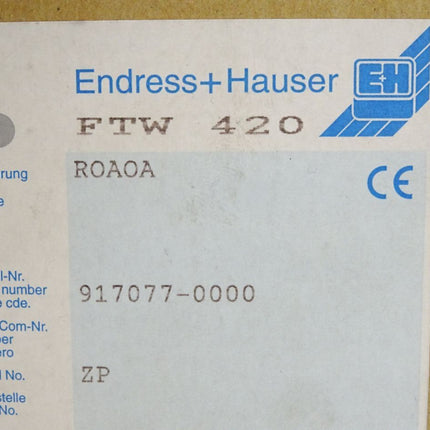 Endress+Hauser
E+H
FTW 420
rung
ROAOA
CE
e
l-Nr.
number
917077-0000
e cde.
Com-Nr.
er
ero
l No.
ZP
stelle
No.